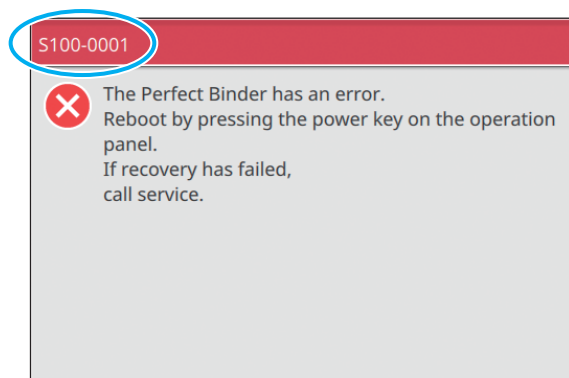 S100-0001
The Perfect Binder has an error.
Reboot by pressing the power key on the operation
panel.
If recovery has failed,
call service.